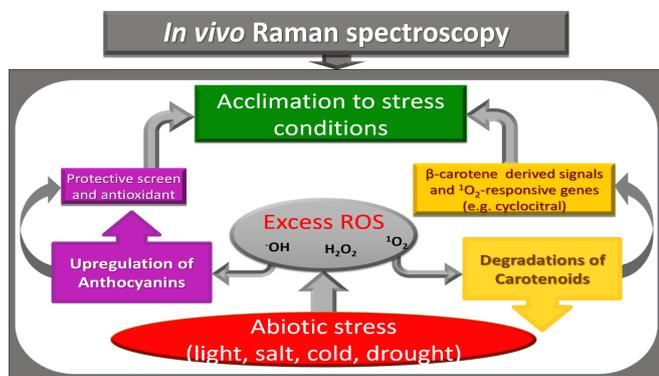 In vivo Raman spectroscopy
Acclimation to stress
conditions
Protective screen
and antioxidant
β-carotene derived signals
and ¹O₂-responsive genes
(e.g. cyclocitral)
Excess ROS
·OH H₂O₂ ¹O₂
Upregulation of
Anthocyanins
Degradations of
Carotenoids
Abiotic stress
(light, salt, cold, drought)